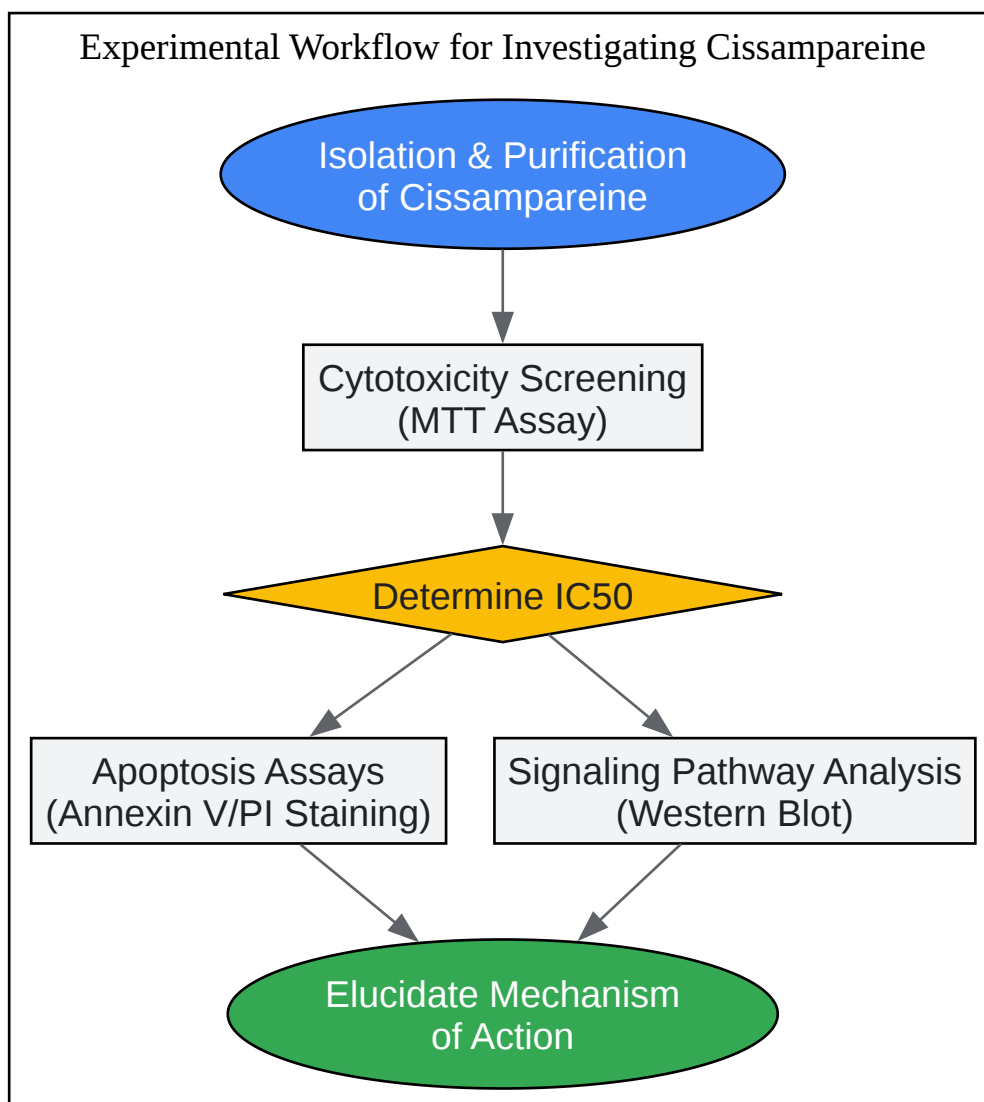 Experimental Workflow for Investigating Cissampareine
Isolation & Purification
of Cissampareine
Cytotoxicity Screening
(MTT Assay)
Determine IC50
Apoptosis Assays
(Annexin V/PI Staining)
Signaling Pathway Analysis
(Western Blot)
Elucidate Mechanism
of Action